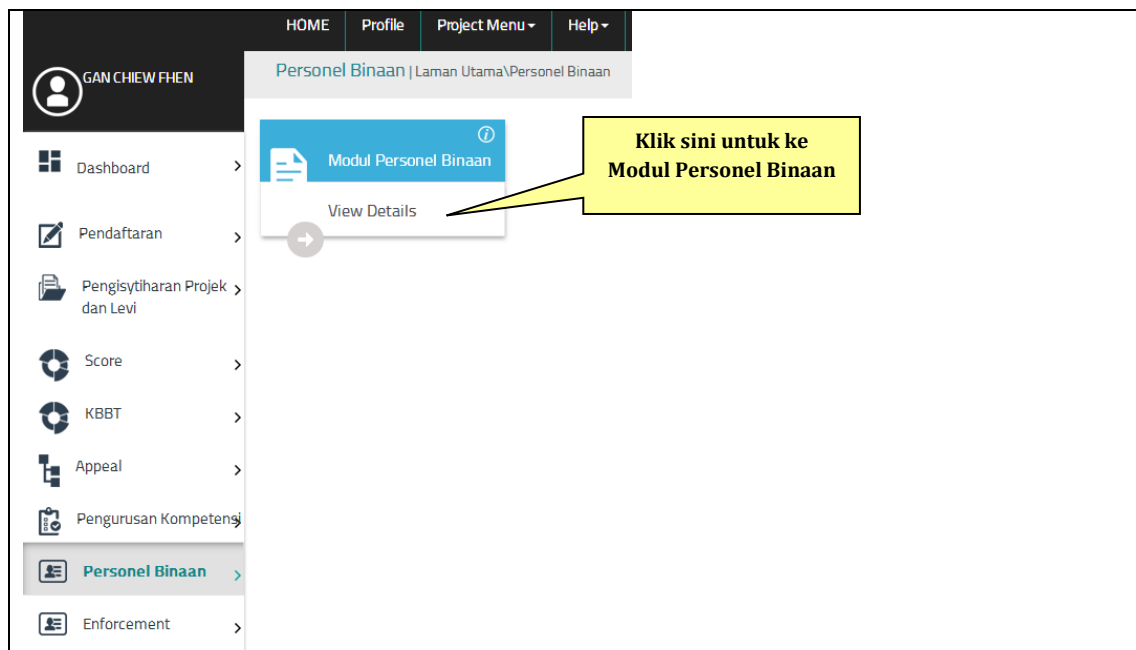 HOME Profile Project Menu Help
GAN CHIEW FHEN
Personel Binaan | Laman Utama\Personel Binaan
Modul Personel Binaan
View Details
Klik sini untuk ke
Modul Personel Binaan
Dashboard
Pendaftaran
Pengisytiharan Projek
dan Levi
Score
KBBT
Appeal
Pengurusan Kompetensi
Personel Binaan
Enforcement